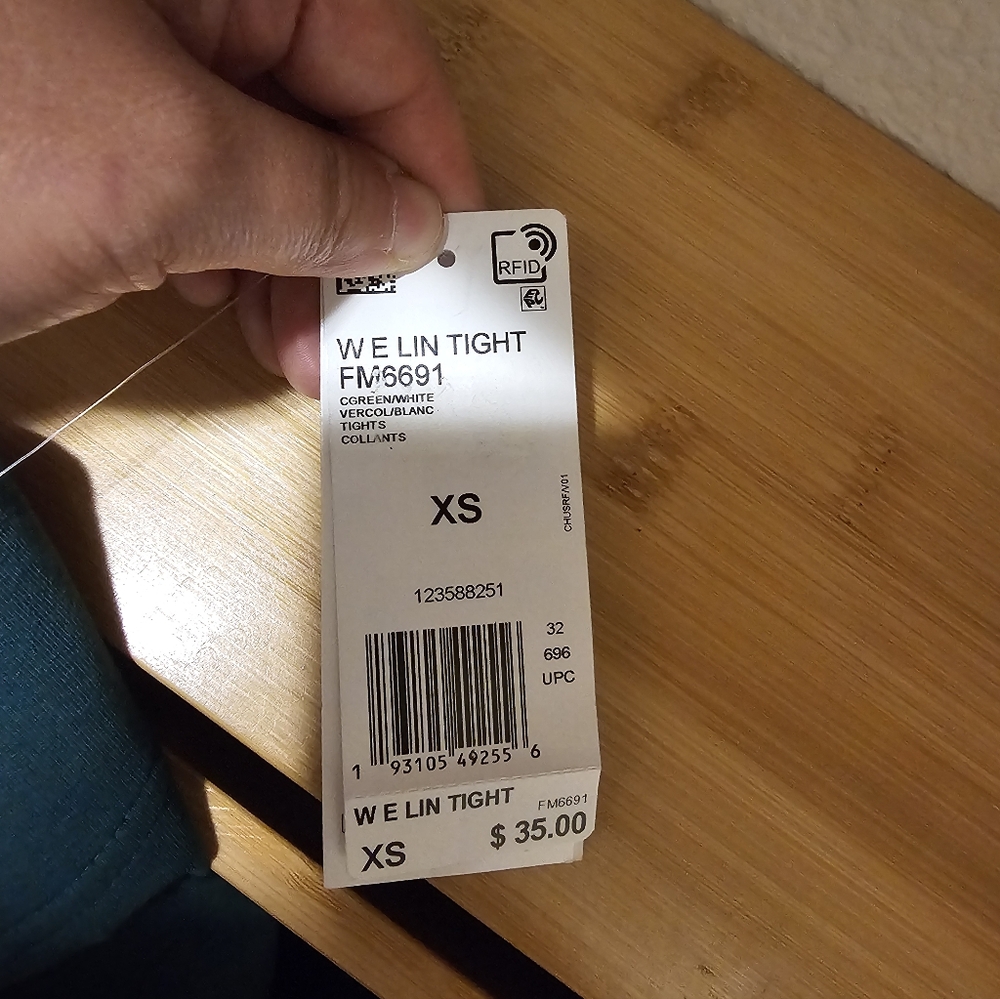 RFID
W E LIN TIGHT
FM6691
CGREEN/WHITE
VERCOL/BLANC
TIGHTS
COLLANTS
XS
CHUSRF/V01
123588251
32
696
UPC
1 93105 49255 6
W E LIN TIGHT FM6691
XS $ 35.00